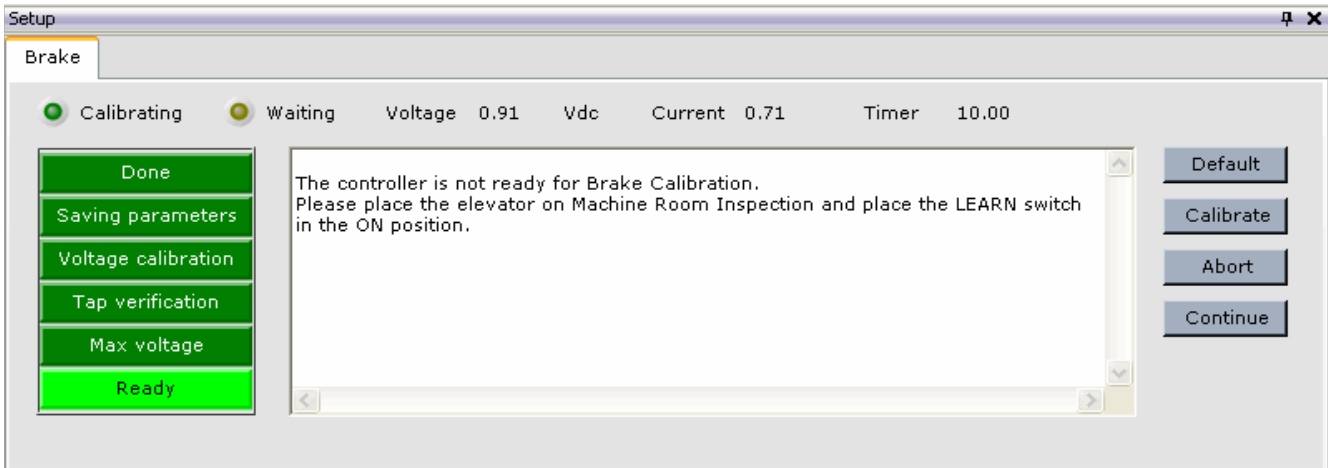 Setup
Brake
Calibrating Waiting Voltage 0.91 Vdc Current 0.71 Timer 10.00
Done
Saving parameters
Voltage calibration
Tap verification
Max voltage
Ready
The controller is not ready for Brake Calibration.
Please place the elevator on Machine Room Inspection and place the LEARN switch
in the ON position.
Default
Calibrate
Abort
Continue